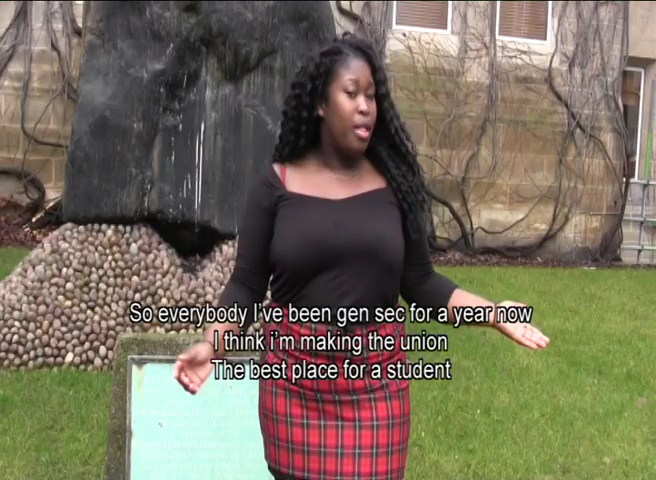 So everybody I've been gen sec for a year now
I think i'm making the union
The best place for a student